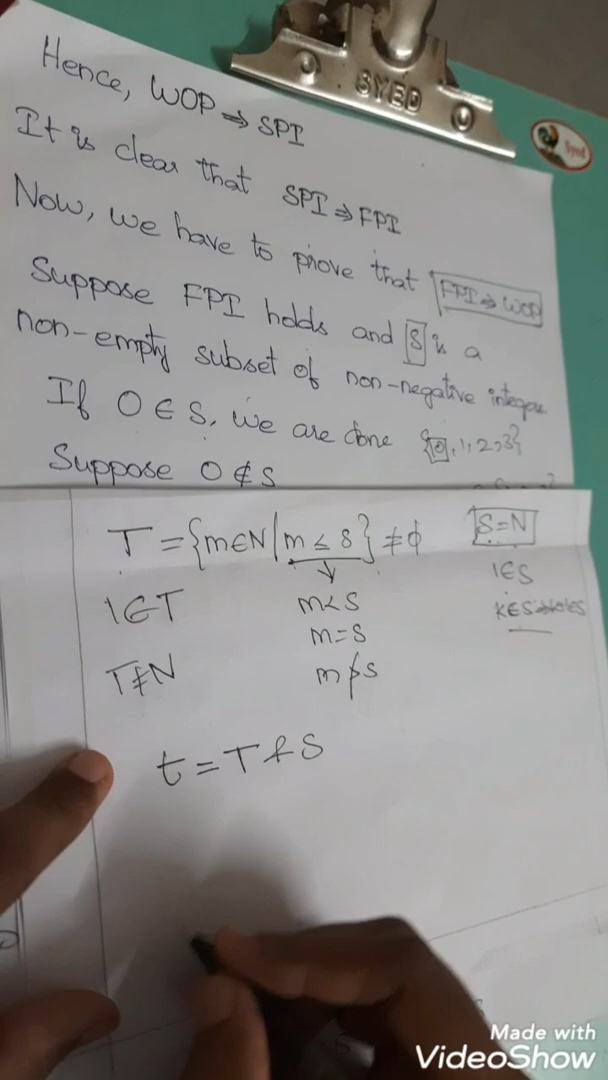 SYED
Syed
Hence, WOP ⇒ SPI
It is clear that SPI ⇒ FPI
Now, we have to prove that FPI ⇒ WOP
Suppose FPI holds and S is a
non-empty subset of non-negative integers
If 0 ∈ S, we are done {0, 1, 2, 3}
Suppose 0 ∉ S
T = {m ∈ N | m ≤ s} ≠ ϕ
S = N
1 ∈ T
m < s
1 ∈ S
m = s
K ∈ S ⇒
T ≠ N
m ≯ s
t = T & S
Made with
VideoShow